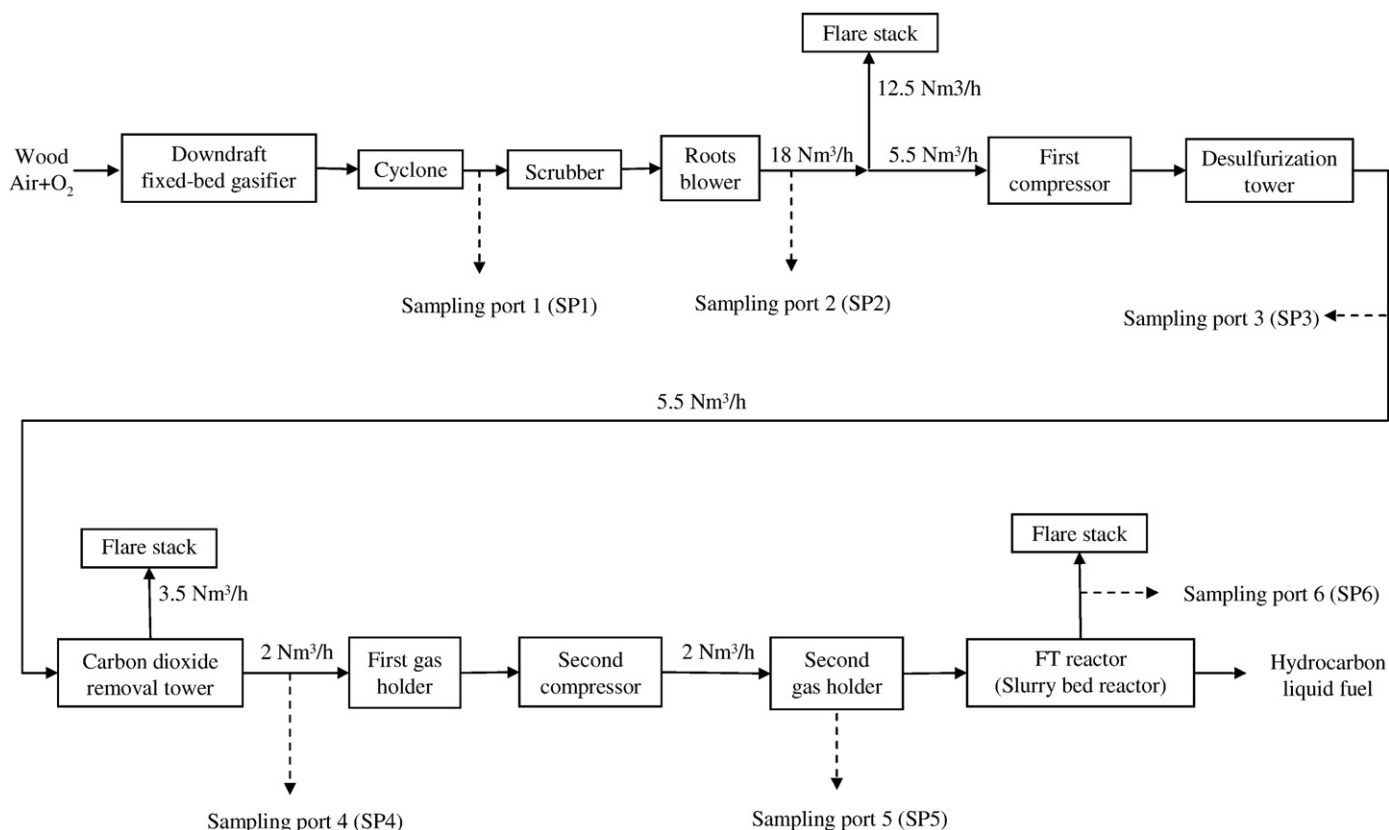 Flare stack
12.5 Nm3/h
Wood
Air+O₂
Downdraft
fixed-bed gasifier
Cyclone
Scrubber
Roots
blower
18 Nm³/h
5.5 Nm³/h
First
compressor
Desulfurization
tower
Sampling port 1 (SP1)
Sampling port 2 (SP2)
Sampling port 3 (SP3)
5.5 Nm³/h
Flare stack
3.5 Nm³/h
Flare stack
Sampling port 6 (SP6)
Carbon dioxide
removal tower
2 Nm³/h
First gas
holder
Second
compressor
2 Nm³/h
Second
gas holder
FT reactor
(Slurry bed reactor)
Hydrocarbon
liquid fuel
Sampling port 4 (SP4)
Sampling port 5 (SP5)